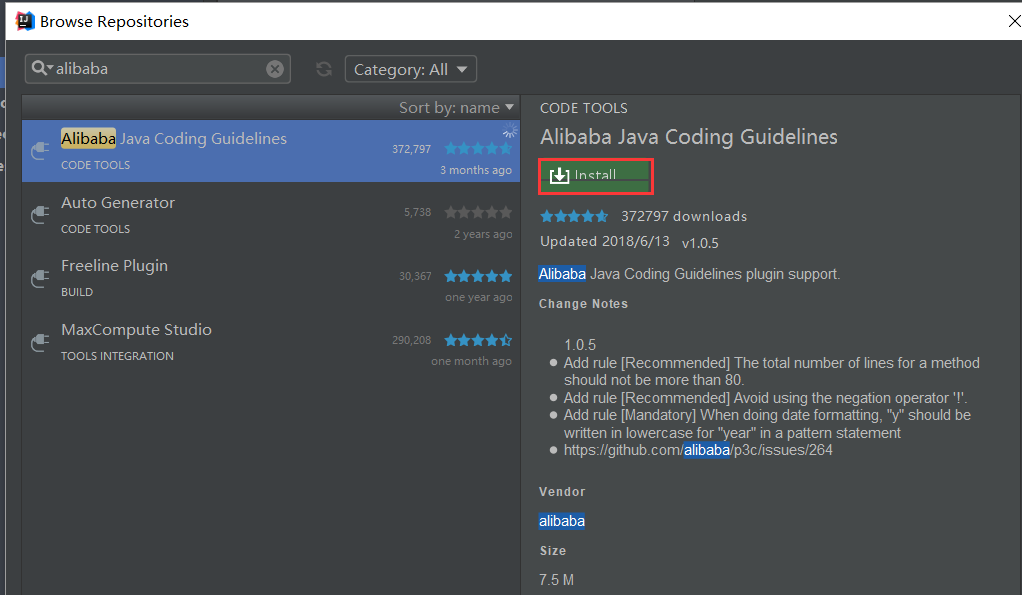 Browse Repositories
alibaba
Category: All
Sort by: name
Alibaba Java Coding Guidelines
CODE TOOLS
372,797
3 months ago
Auto Generator
CODE TOOLS
5,738
2 years ago
Freeline Plugin
BUILD
30,367
one year ago
MaxCompute Studio
TOOLS INTEGRATION
290,208
one month ago
CODE TOOLS
Alibaba Java Coding Guidelines
Install
372797 downloads
Updated 2018/6/13 v1.0.5
Alibaba Java Coding Guidelines plugin support.
Change Notes
1.0.5
Add rule [Recommended] The total number of lines for a method
should not be more than 80.
Add rule [Recommended] Avoid using the negation operator '!'.
Add rule [Mandatory] When doing date formatting, "y" should be
written in lowercase for "year" in a pattern statement
https://github.com/alibaba/p3c/issues/264
Vendor
alibaba
Size
7.5 M